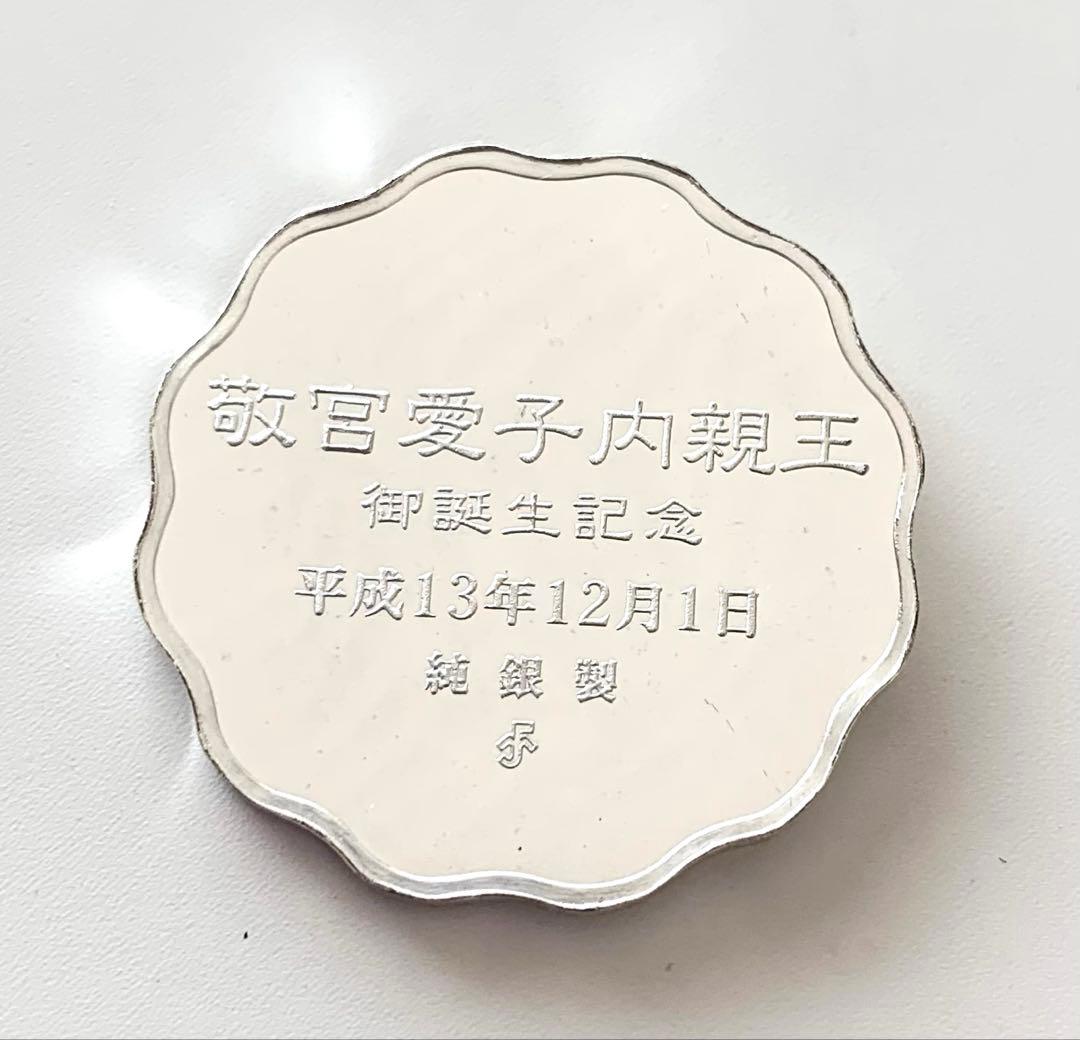 敬宮愛子内親王
御誕生記念
平成13年12月1日
純銀製